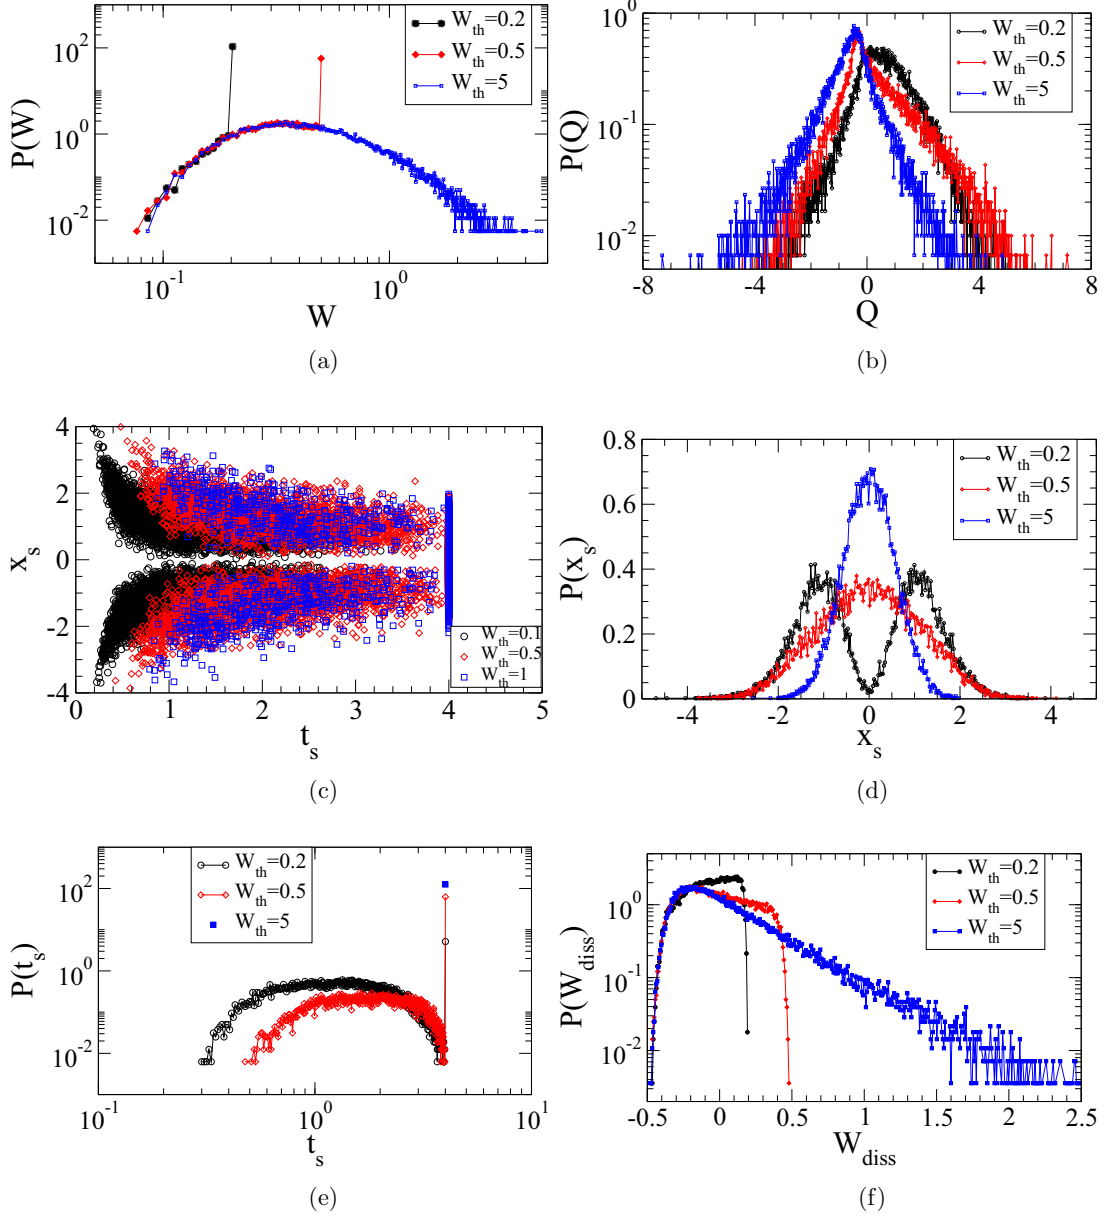 10^2
10^0
10^-2
P(W)
W_th=0.2
W_th=0.5
W_th=5
10^-1
10^0
W
(a)
10^0
10^-1
10^-2
P(Q)
W_th=0.2
W_th=0.5
W_th=5
-8
-4
0
4
8
Q
(b)
4
2
0
-2
-4
x_s
W_th=0.1
W_th=0.5
W_th=1
0
1
2
3
4
5
t_s
(c)
0.8
0.6
0.4
0.2
0
P(x_s)
W_th=0.2
W_th=0.5
W_th=5
-4
-2
0
2
4
x_s
(d)
10^2
10^0
10^-2
P(t_s)
W_th=0.2
W_th=0.5
W_th=5
10^-1
10^0
10^1
t_s
(e)
10^0
10^-1
10^-2
P(W_diss)
W_th=0.2
W_th=0.5
W_th=5
-0.5
0
0.5
1
1.5
2
2.5
W_diss
(f)